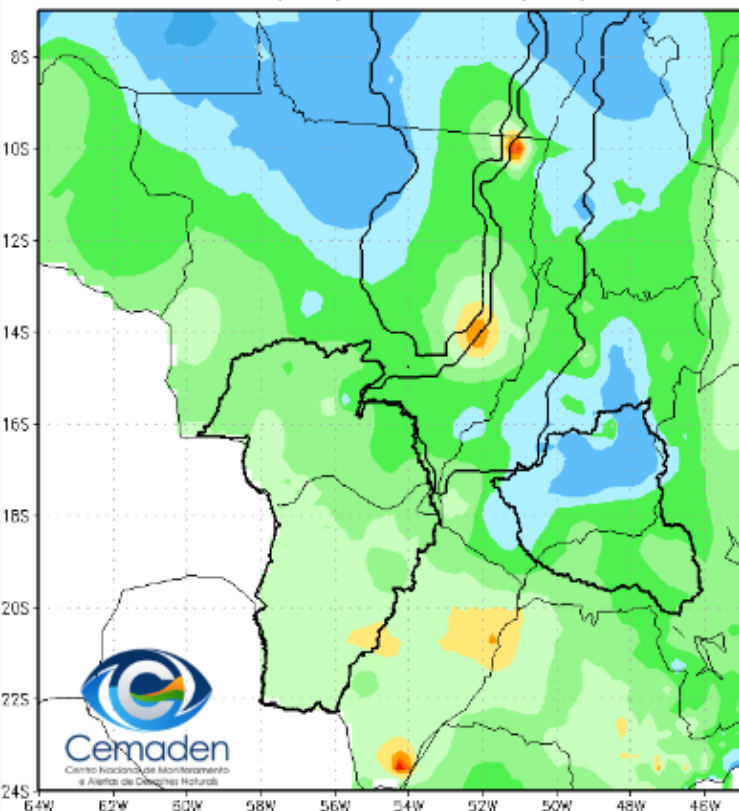 8S
10S
12S
14S
16S
18S
20S
22S
24S
64W 62W 60W 58W 56W 54W 52W 50W 48W 46W
Cemaden
Centro Nacional de Monitoramento
e Alertas de Desastres Naturais